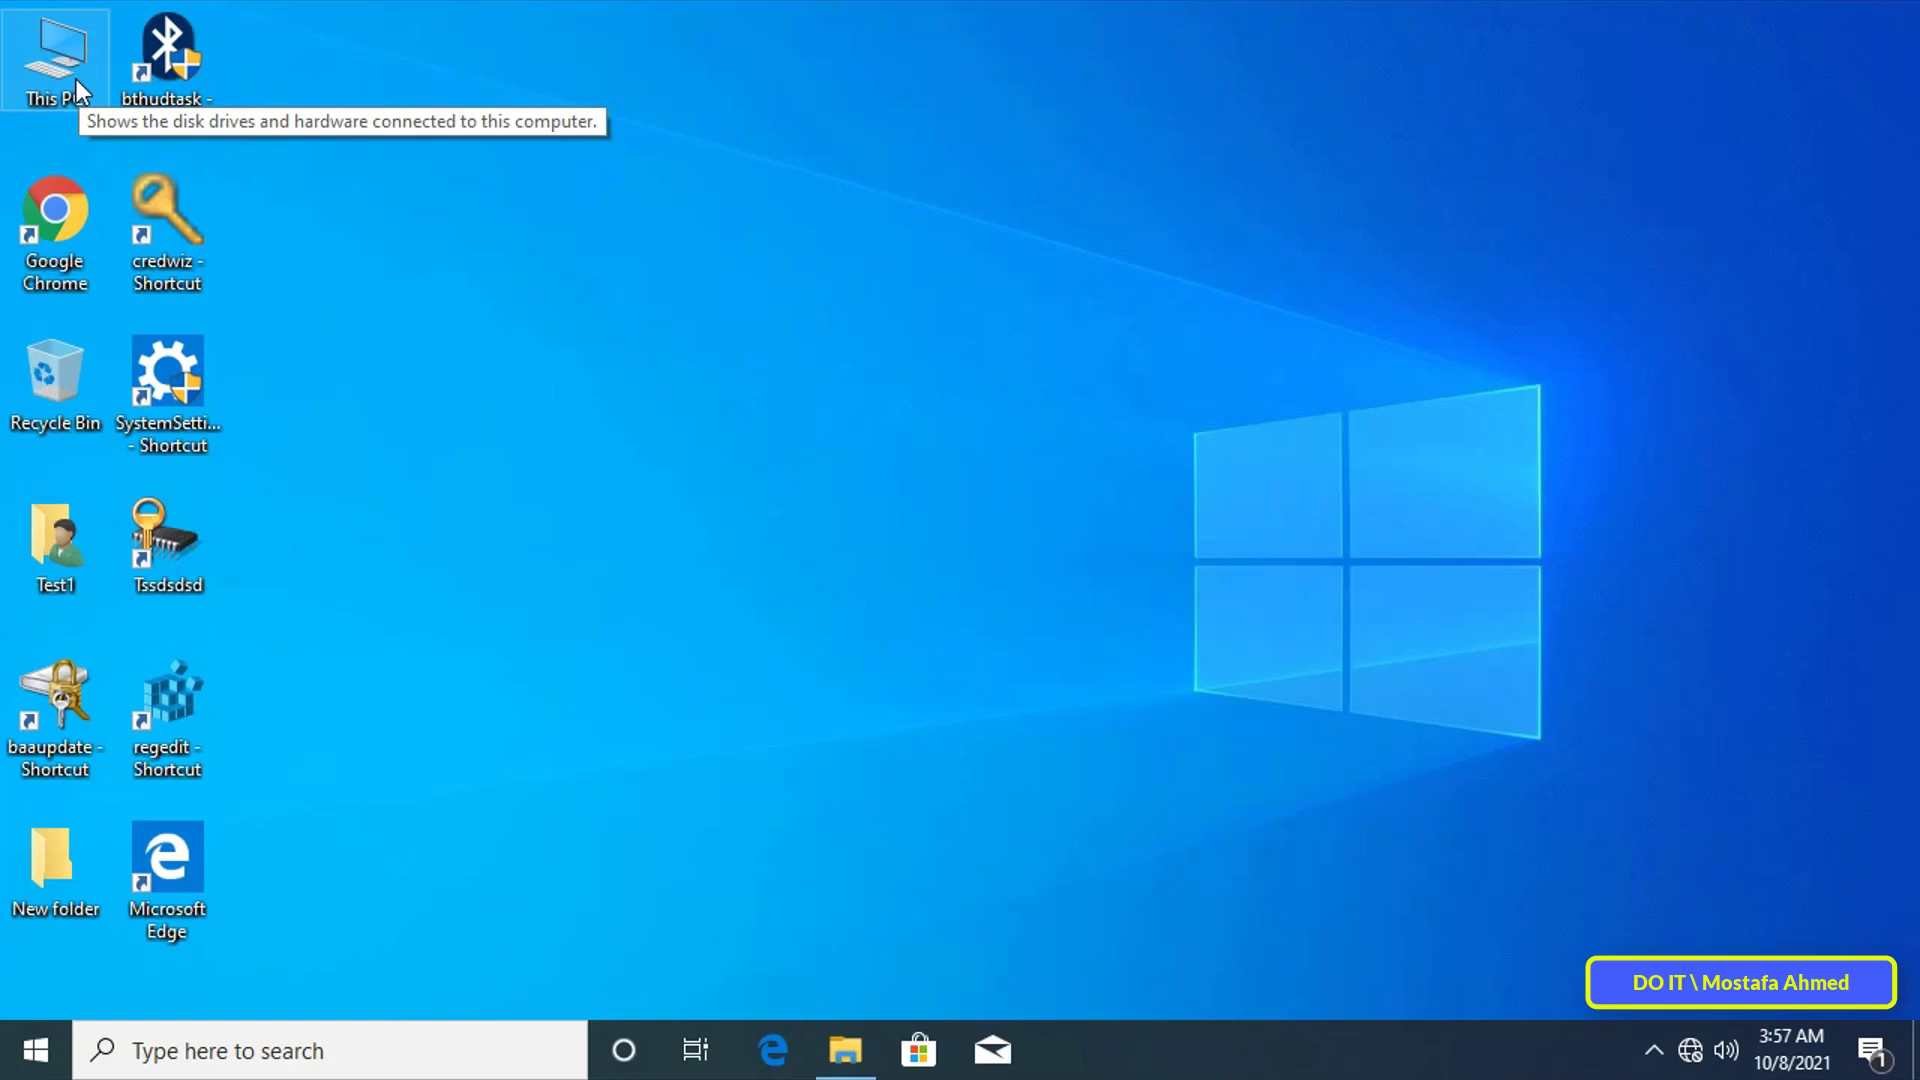 This P
bthudtask -
Shows the disk drives and hardware connected to this computer.
Google
Chrome
credwiz -
Shortcut
Recycle Bin
SystemSetti...
- Shortcut
Test1
Tssdsdsd
baaupdate -
Shortcut
regedit -
Shortcut
New folder
Microsoft
Edge
DO IT \ Mostafa Ahmed
Type here to search
3:57 AM
10/8/2021
1